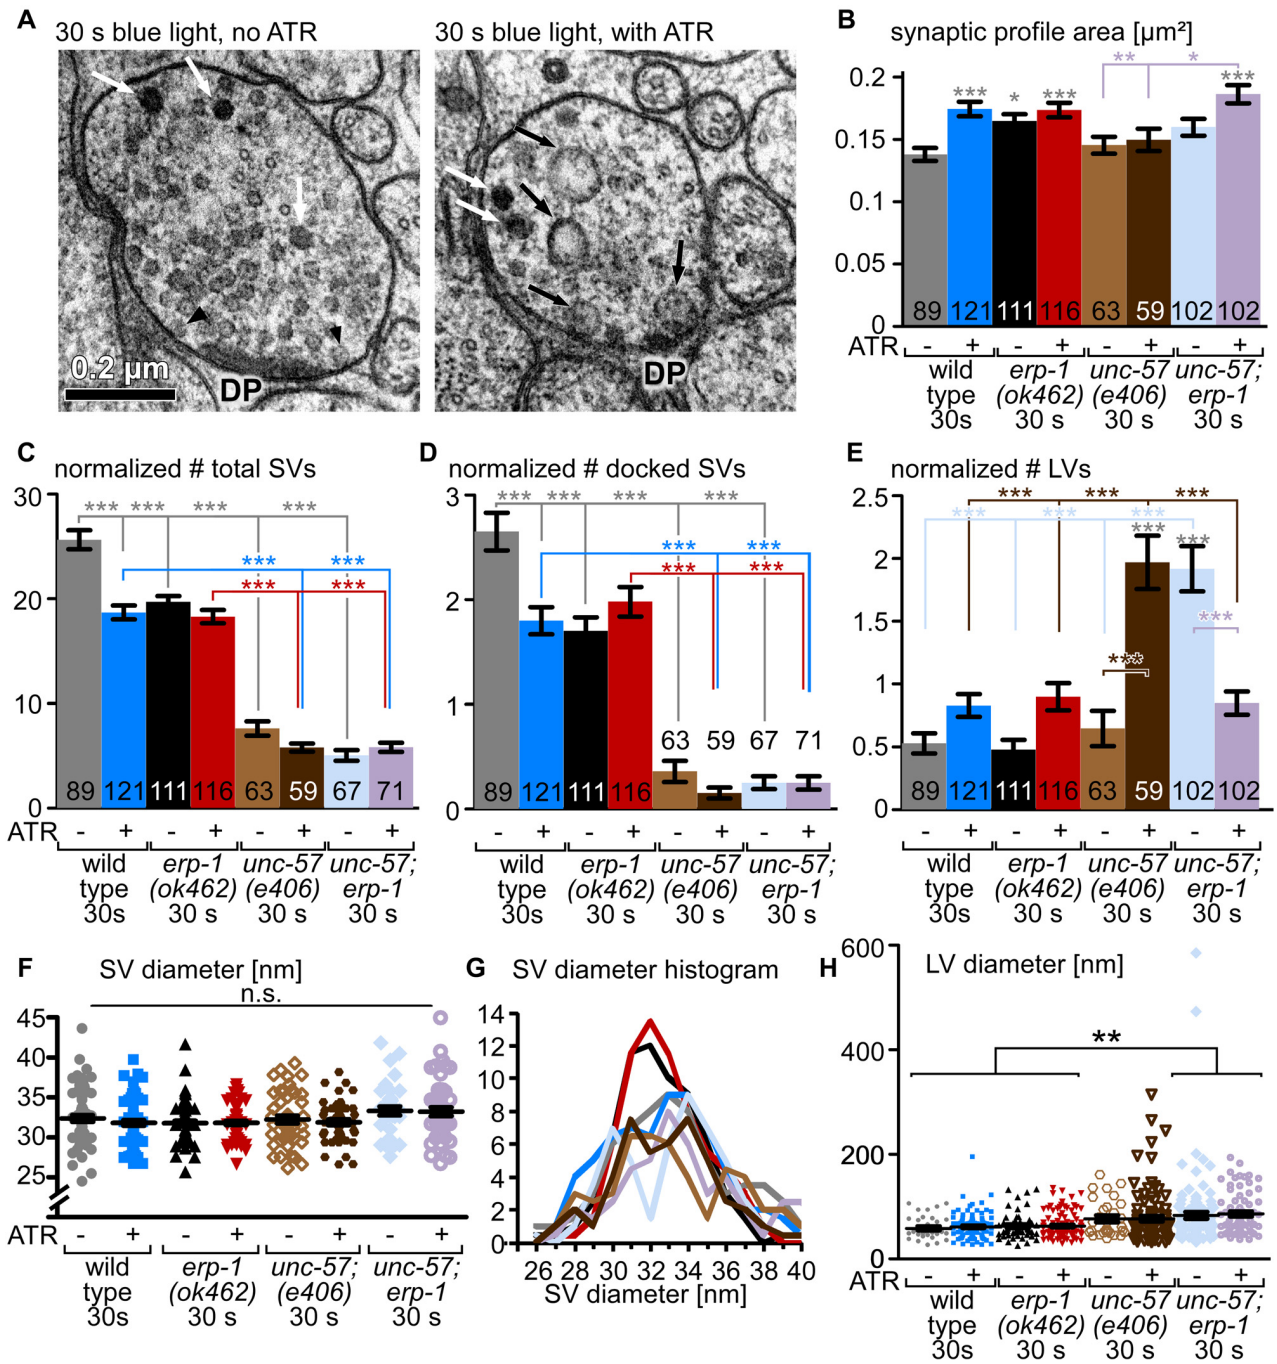 A
30 s blue light, no ATR
30 s blue light, with ATR
0.2 µm
DP
DP
B
synaptic profile area [µm²]
** *
*** * *** ***
0.2
0.15
0.1
0.05
0
89 121 111 116 63 59 102 102
ATR - + - + - + - +
wild erp-1 unc-57 unc-57;
type (ok462) (e406) erp-1
30s 30 s 30 s 30 s
C
normalized # total SVs
30
20
10
0
*** *** *** ***
*** ***
*** ***
89 121 111 116 63 59 67 71
ATR - + - + - + - +
wild erp-1 unc-57 unc-57;
type (ok462) (e406) erp-1
30s 30 s 30 s 30 s
D
normalized # docked SVs
3
2
1
0
*** *** *** ***
*** ***
*** ***
63 59 67 71
89 121 111 116
- + - + - + - +
wild erp-1 unc-57 unc-57;
type (ok462) (e406) erp-1
30s 30 s 30 s 30 s
E
normalized # LVs
2.5
2
1.5
1
0.5
0
*** *** ***
*** *** ***
*** ***
***
***
89 121 111 116 63 59 102 102
- + - + - + - +
wild erp-1 unc-57 unc-57;
type (ok462) (e406) erp-1
30s 30 s 30 s 30 s
F
SV diameter [nm]
n.s.
45
40
35
30
25
ATR - + - + - + - +
wild erp-1 unc-57; unc-57;
type (ok462) (e406) erp-1
30s 30 s 30 s 30 s
G
SV diameter histogram
14
12
10
8
6
4
2
0
26 28 30 32 34 36 38 40
SV diameter [nm]
H
LV diameter [nm]
600
400
200
0
**
ATR - + - + - + - +
wild erp-1 unc-57 unc-57;
type (ok462) (e406) erp-1
30s 30 s 30 s 30 s